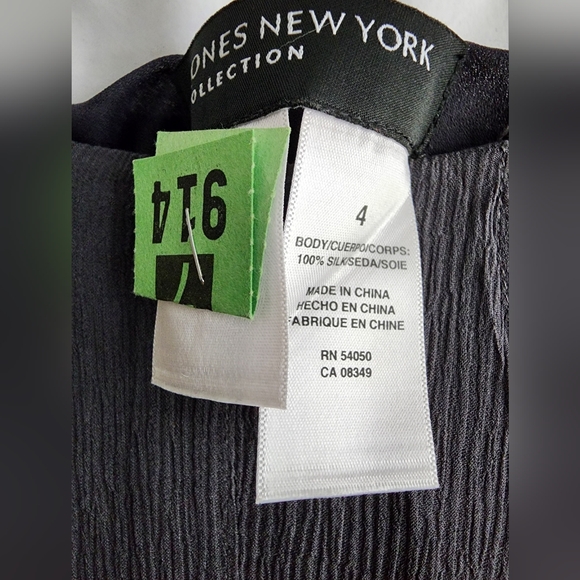 ONES NEW YORK
OLLECTION
914
4
BODY/CUERPO/CORPS:
100% SILK/SEDA/SOIE
MADE IN CHINA
HECHO EN CHINA
FABRIQUE EN CHINE
RN 54050
CA 08349